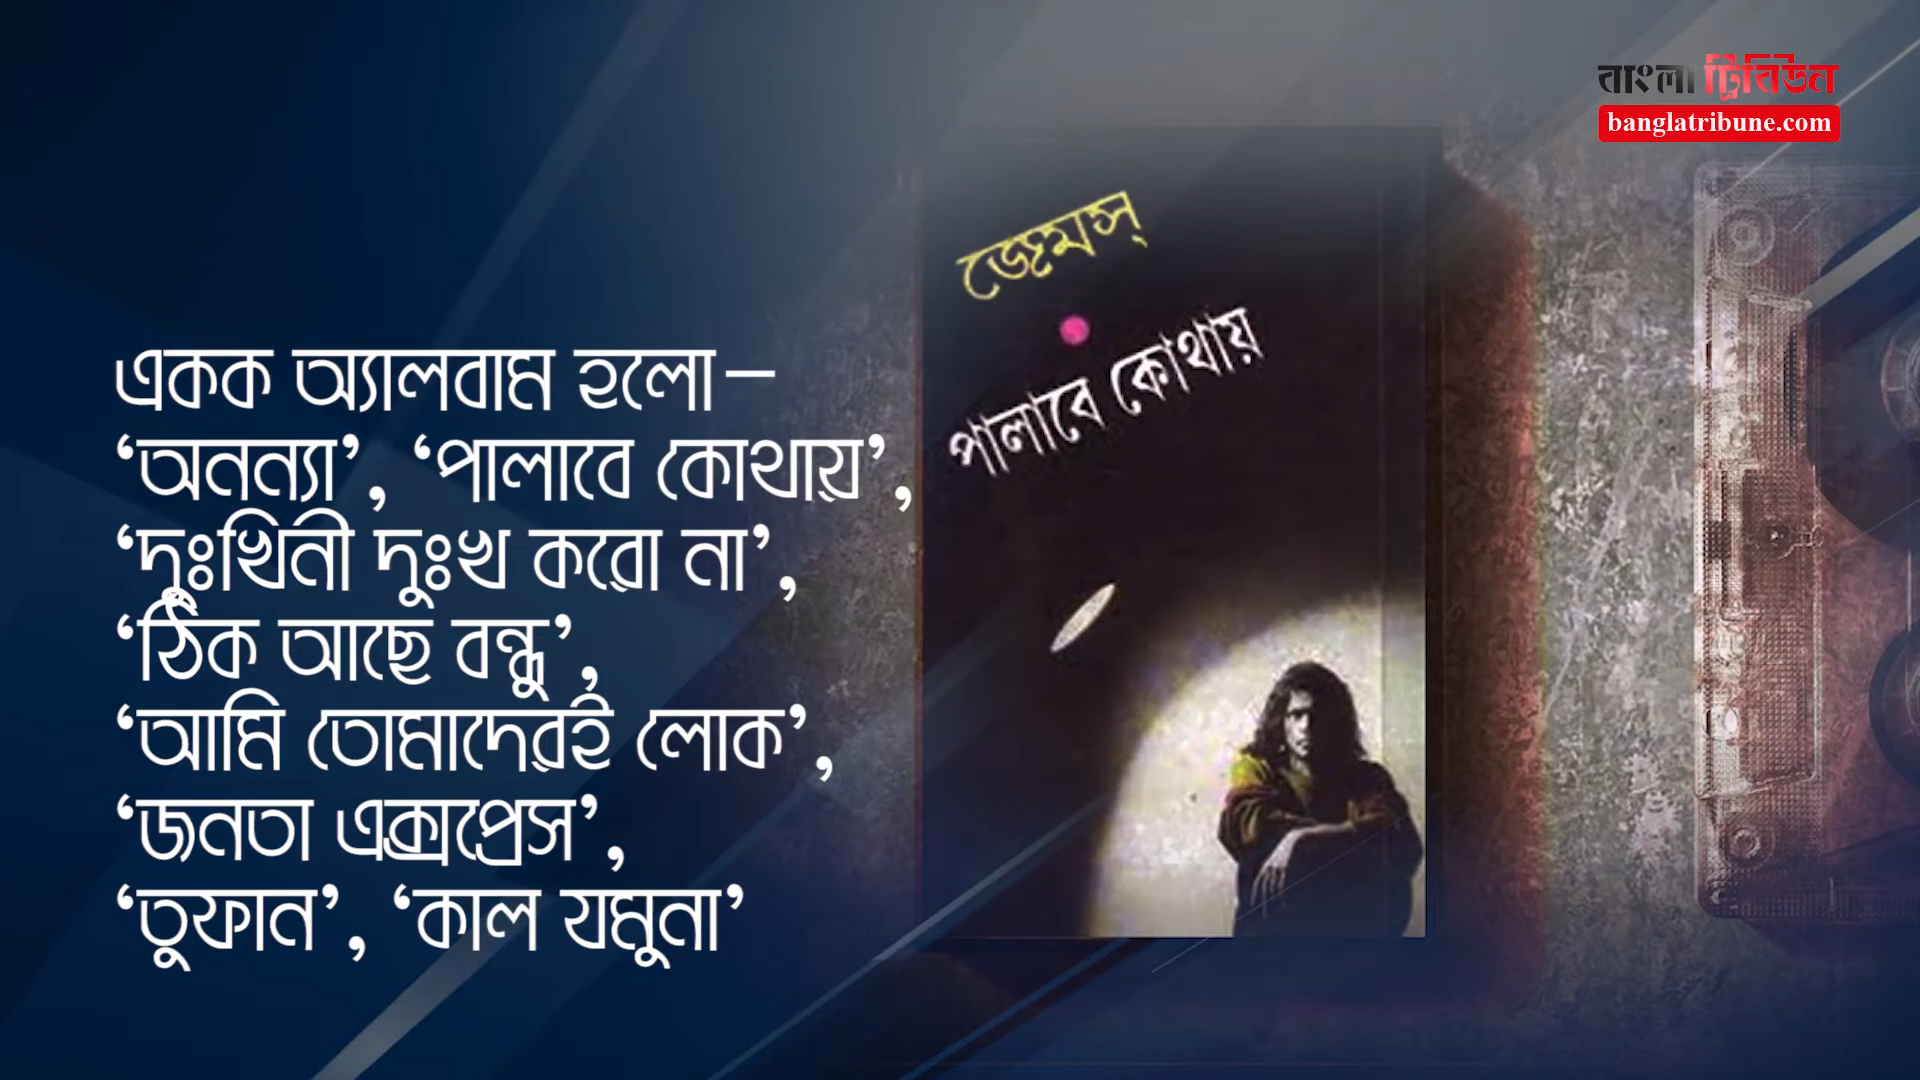 বাংলা ট্রিবিউন
banglatribune.com
জেমস্
পালাবে কোথায়
একক অ্যালবাম হলো–
‘অনন্যা’, ‘পালাবে কোথায়’,
‘দুঃখিনী দুঃখ করো না’,
‘ঠিক আছে বন্ধু’,
‘আমি তোমাদেরই লোক’,
‘জনতা এক্সপ্রেস’,
‘তুফান’, ‘কাল যমুনা’